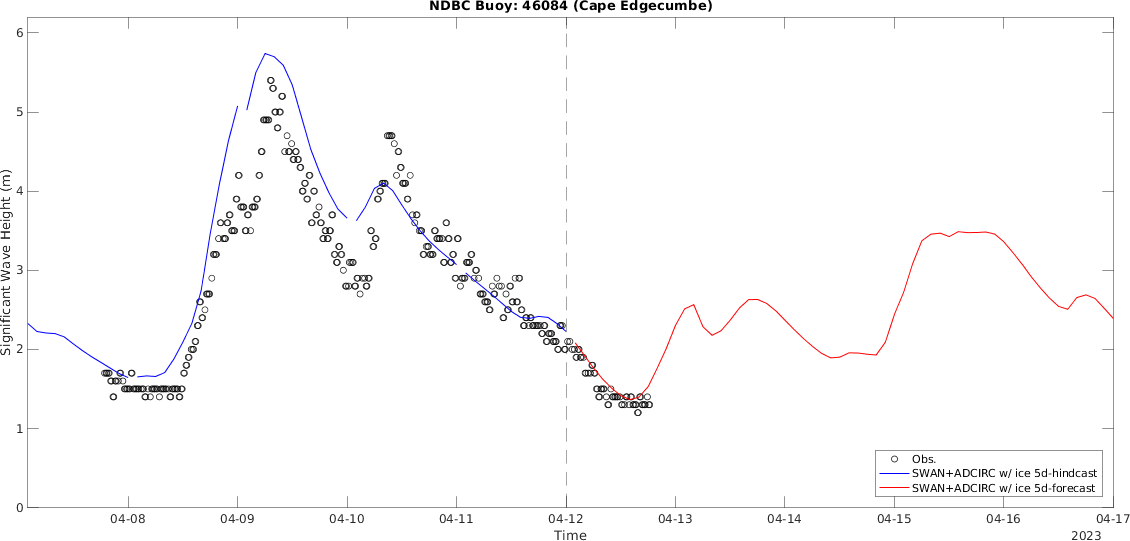 NDBC Buoy: 46084 (Cape Edgecumbe)
Significant Wave Height (m)
6
5
4
3
2
1
0
Obs.
SWAN+ADCIRC w/ ice 5d-hindcast
SWAN+ADCIRC w/ ice 5d-forecast
04-08 04-09 04-10 04-11 04-12 04-13 04-14 04-15 04-16 04-17
Time
2023